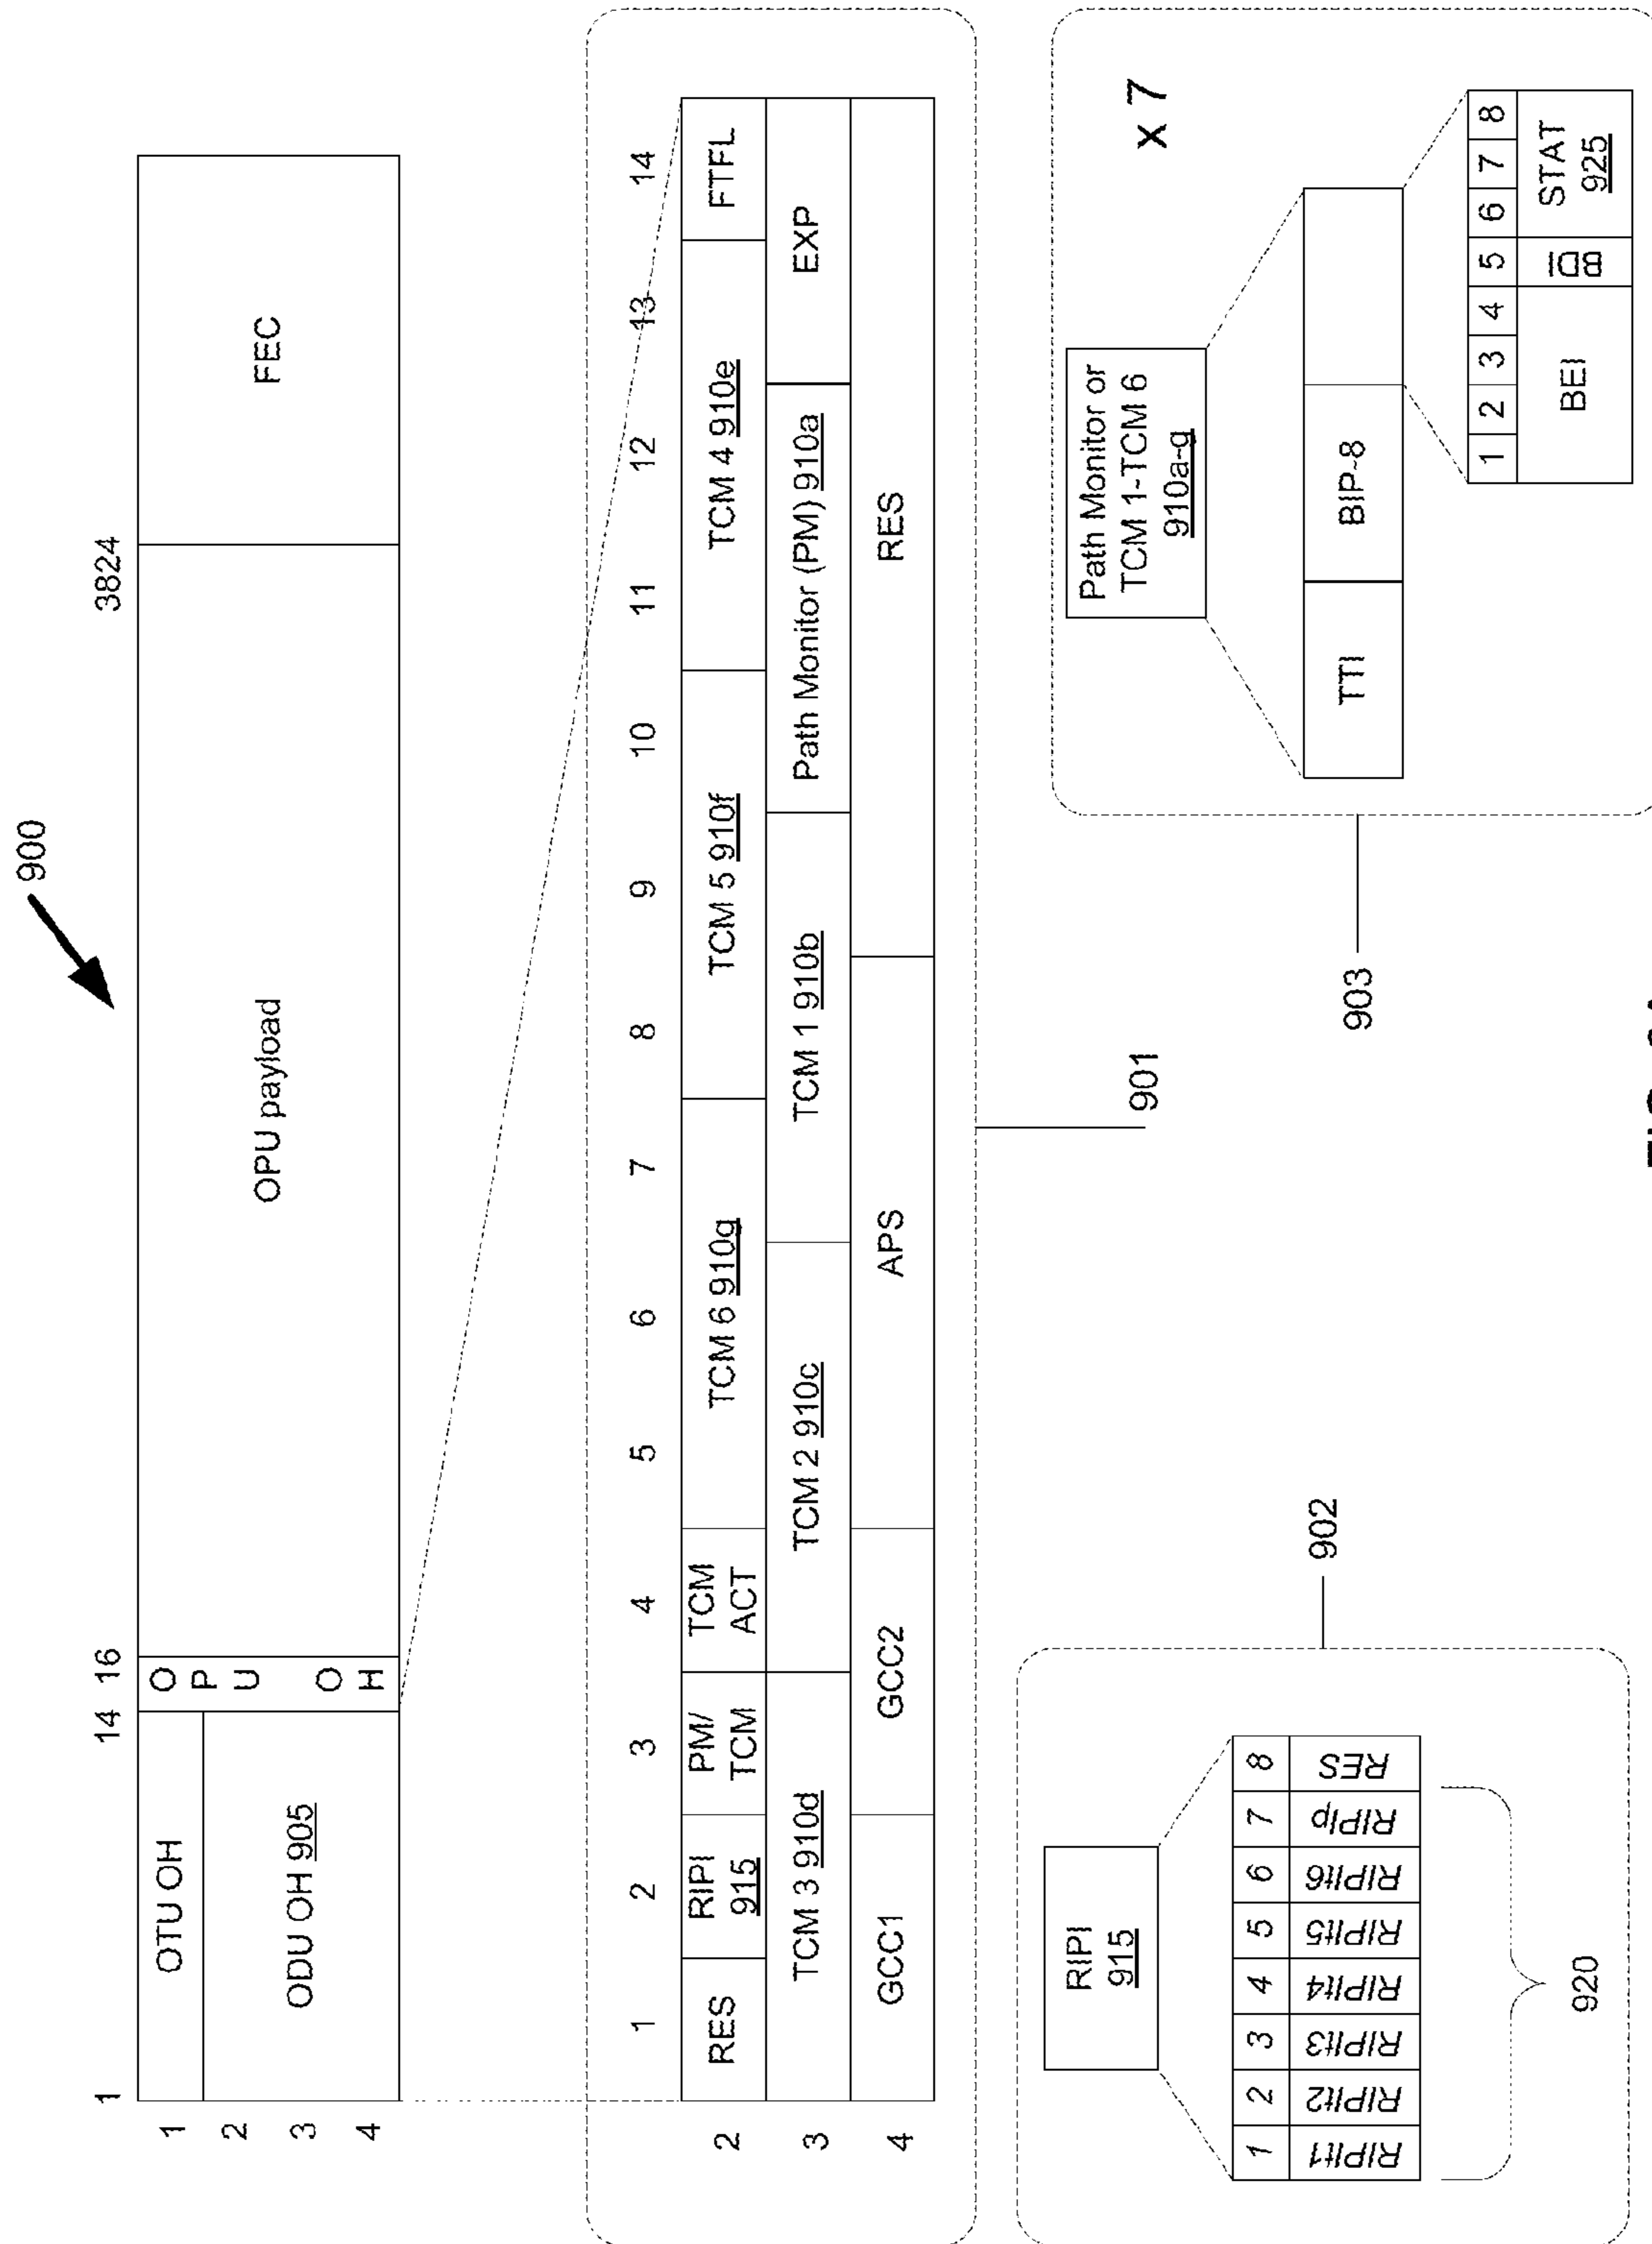 900
1 14 16 3824
1 OTU OH
2
3 ODU OH 905
4
OPU OH
OPU payload
FEC
1 2 3 4 5 6 7 8 9 10 11 12 13 14
2 RES RIPI 915 PM/TCM TCM ACT TCM 6 910g TCM 5 910f TCM 4 910e FTFL
3 TCM 3 910d TCM 2 910c TCM 1 910b Path Monitor (PM) 910a EXP
4 GCC1 GCC2 APS RES
901
RIPI
915
1 2 3 4 5 6 7 8
RIPIt1 RIPIt2 RIPIt3 RIPIt4 RIPIt5 RIPIt6 RIPIp RES
920
902
Path Monitor or
TCM 1-TCM 6
910a-g
x 7
TTI BIP-8
1 2 3 4 5 6 7 8
BEI BDI STAT
925
903